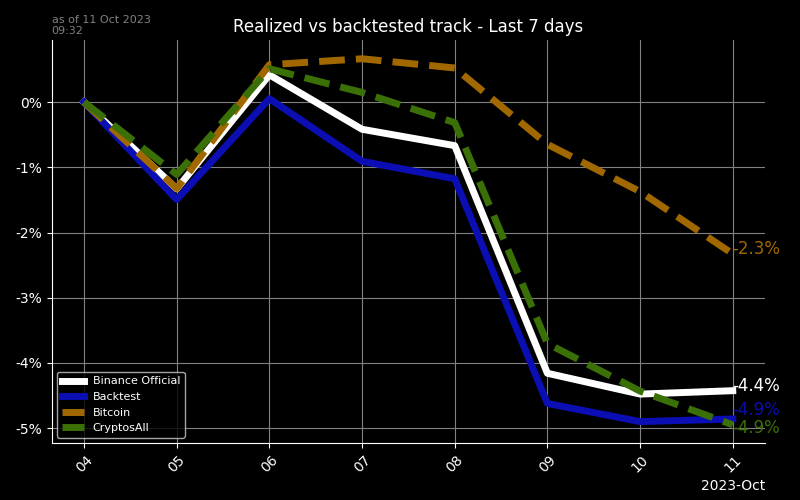 as of 11 Oct 2023
09:32
Realized vs backtested track - Last 7 days
0%
-1%
-2%
-3%
-4%
-5%
-2.3%
-4.4%
-4.9%
-4.9%
Binance Official
Backtest
Bitcoin
CryptosAll
04
05
06
07
08
09
10
11
2023-Oct